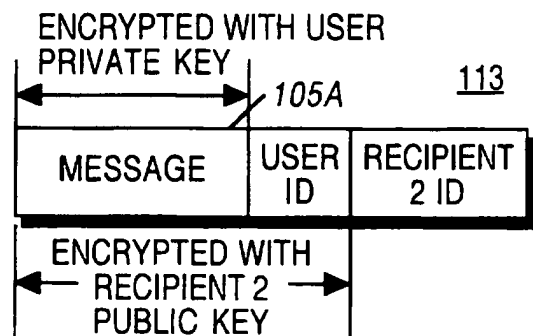 ENCRYPTED WITH USER
PRIVATE KEY
105A
113
MESSAGE
USER
ID
RECIPIENT
2 ID
ENCRYPTED WITH
RECIPIENT 2
PUBLIC KEY